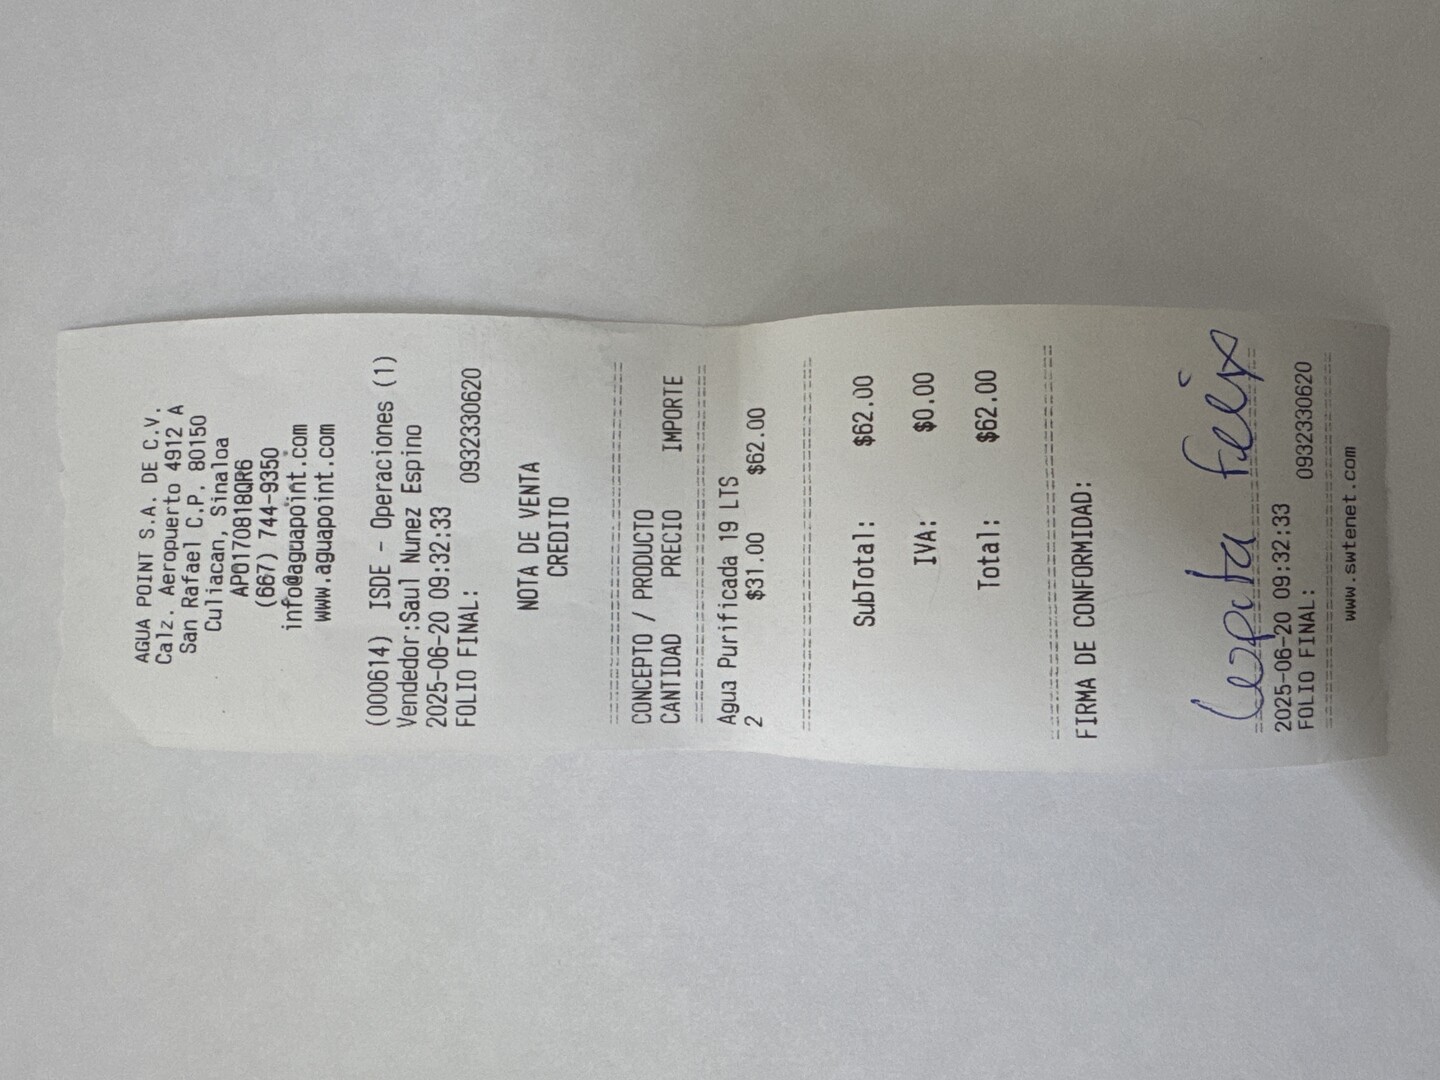 AGUA POINT S.A. DE C.V.
Calz. Aeropuerto 4912 A
San Rafael C.P. 80150
Culiacan, Sinaloa
APO170818QR6
(667) 744-9350
info@aguapoint.com
www.aguapoint.com
(000614) ISDE - Operaciones (1)
Vendedor:Saul Nunez Espino
2025-06-20 09:32:33
FOLIO FINAL: 0932330620
NOTA DE VENTA
CREDITO
CONCEPTO / PRODUCTO
CANTIDAD PRECIO IMPORTE
Agua Purificada 19 LTS
2 $31.00 $62.00
SubTotal: $62.00
IVA: $0.00
Total: $62.00
FIRMA DE CONFORMIDAD:
Lupita Felix
2025-06-20 09:32:33
FOLIO FINAL: 0932330620
www.swtenet.com